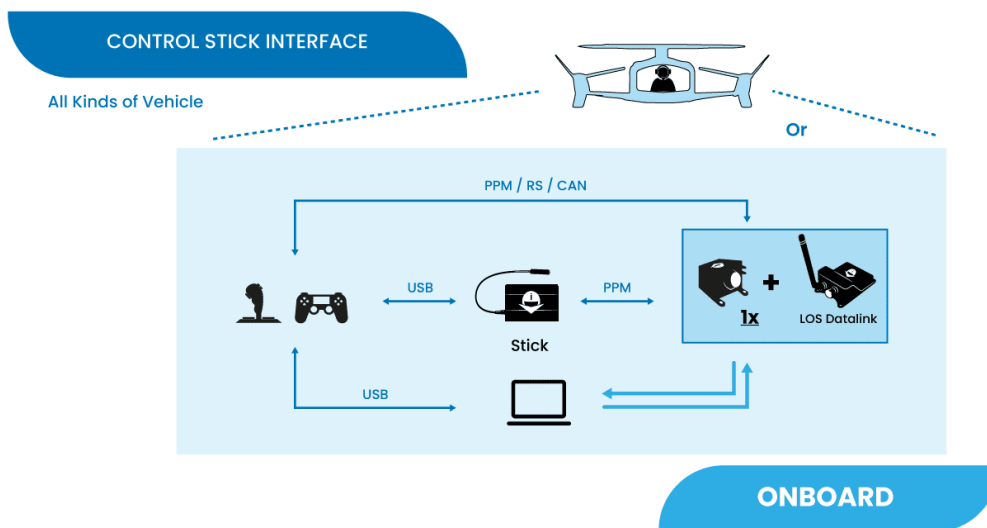 CONTROL STICK INTERFACE
All Kinds of Vehicle
Or
PPM / RS / CAN
USB
PPM
1x
LOS Datalink
Stick
USB
ONBOARD